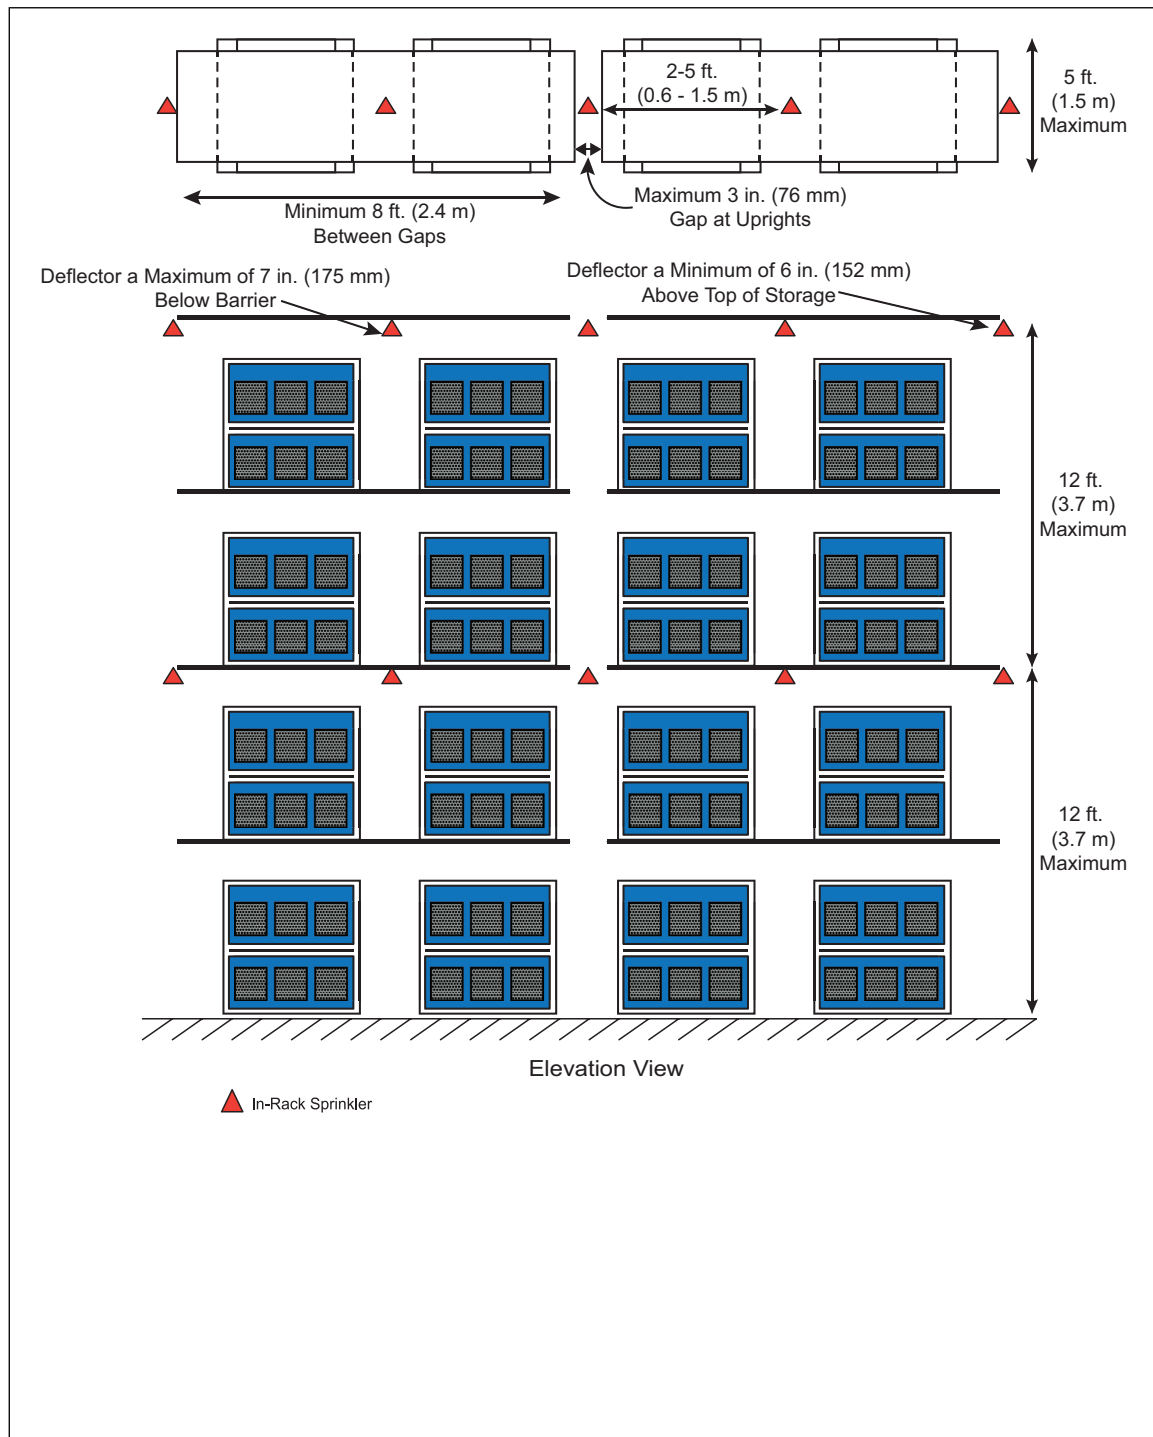 2-5 ft.
(0.6 - 1.5 m)
5 ft.
(1.5 m)
Maximum
Minimum 8 ft. (2.4 m)
Between Gaps
Maximum 3 in. (76 mm)
Gap at Uprights
Deflector a Maximum of 7 in. (175 mm)
Below Barrier
Deflector a Minimum of 6 in. (152 mm)
Above Top of Storage
12 ft.
(3.7 m)
Maximum
12 ft.
(3.7 m)
Maximum
Elevation View
In-Rack Sprinkler